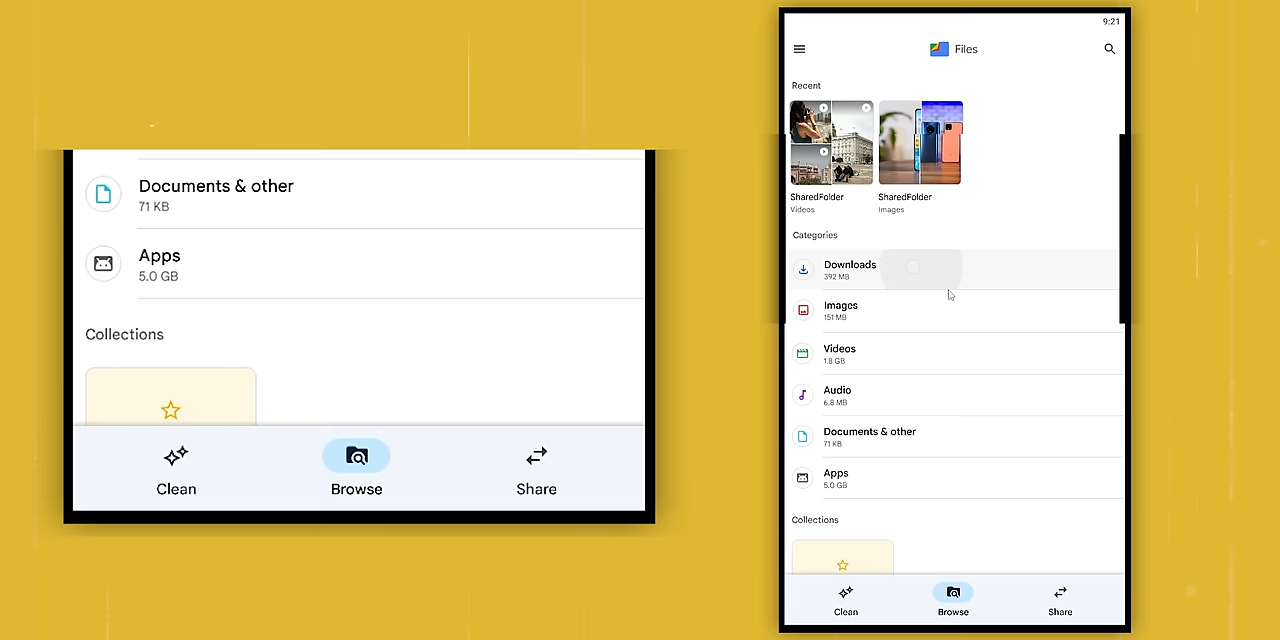 Documents & other
71 KB
Apps
5.0 GB
Collections
Clean
Browse
Share
9:21
Files
Recent
SharedFolder
Videos
SharedFolder
Images
Categories
Downloads
392 MB
Images
151 MB
Videos
1.8 GB
Audio
6.8 MB
Documents & other
71 KB
Apps
5.0 GB
Collections
Clean
Browse
Share